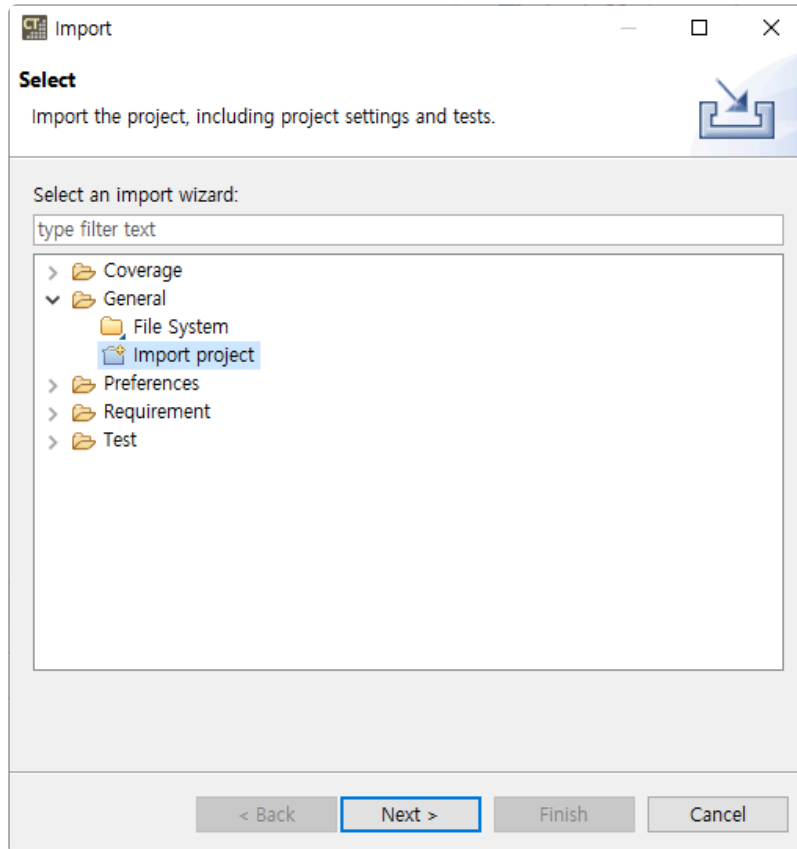 CT
Import
Select
Import the project, including project settings and tests.
Select an import wizard:
type filter text
Coverage
General
File System
Import project
Preferences
Requirement
Test
< Back
Next >
Finish
Cancel